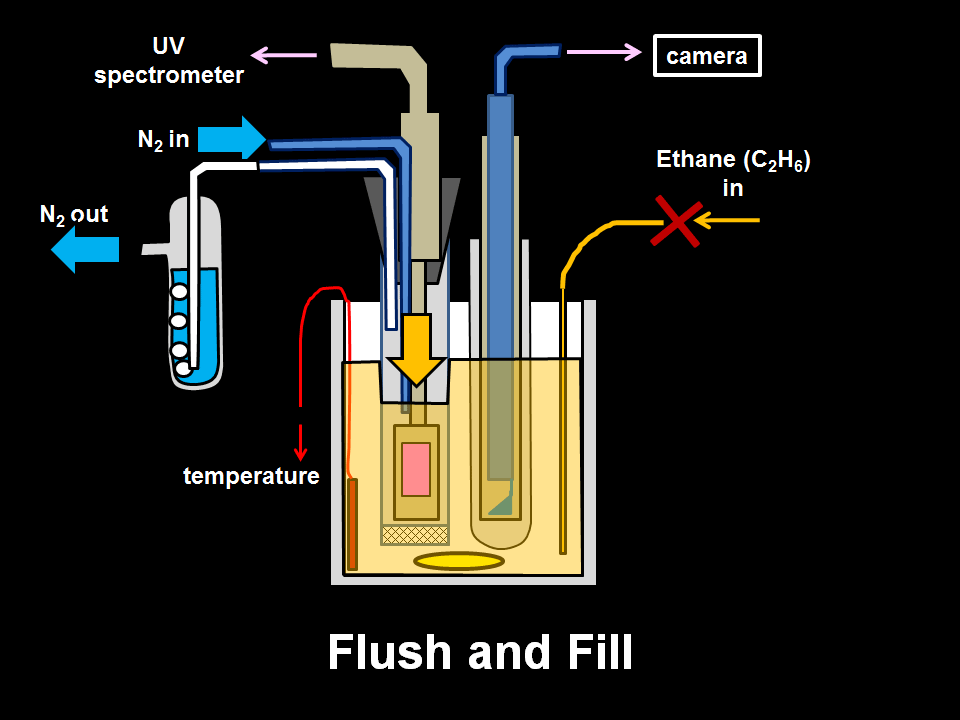 UV
spectrometer
camera
N₂ in
Ethane (C₂H₆)
in
N₂ out
temperature
Flush and Fill